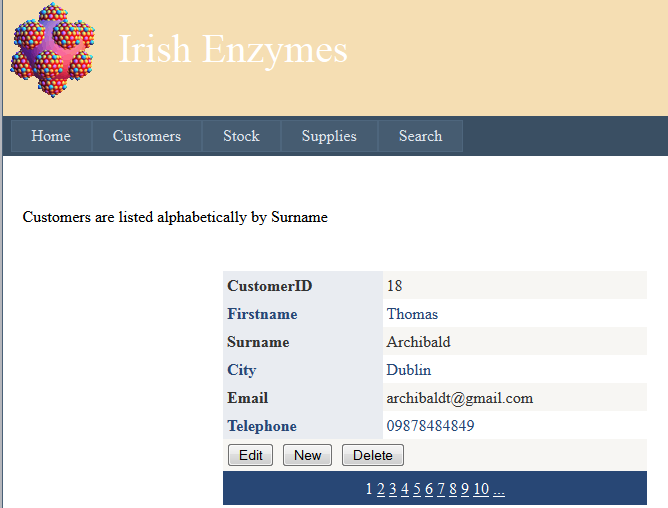 Irish Enzymes
Home Customers Stock Supplies Search
Customers are listed alphabetically by Surname
CustomerID 18
Firstname Thomas
Surname Archibald
City Dublin
Email archibaldt@gmail.com
Telephone 09878484849
Edit New Delete
1 2 3 4 5 6 7 8 9 10 ...